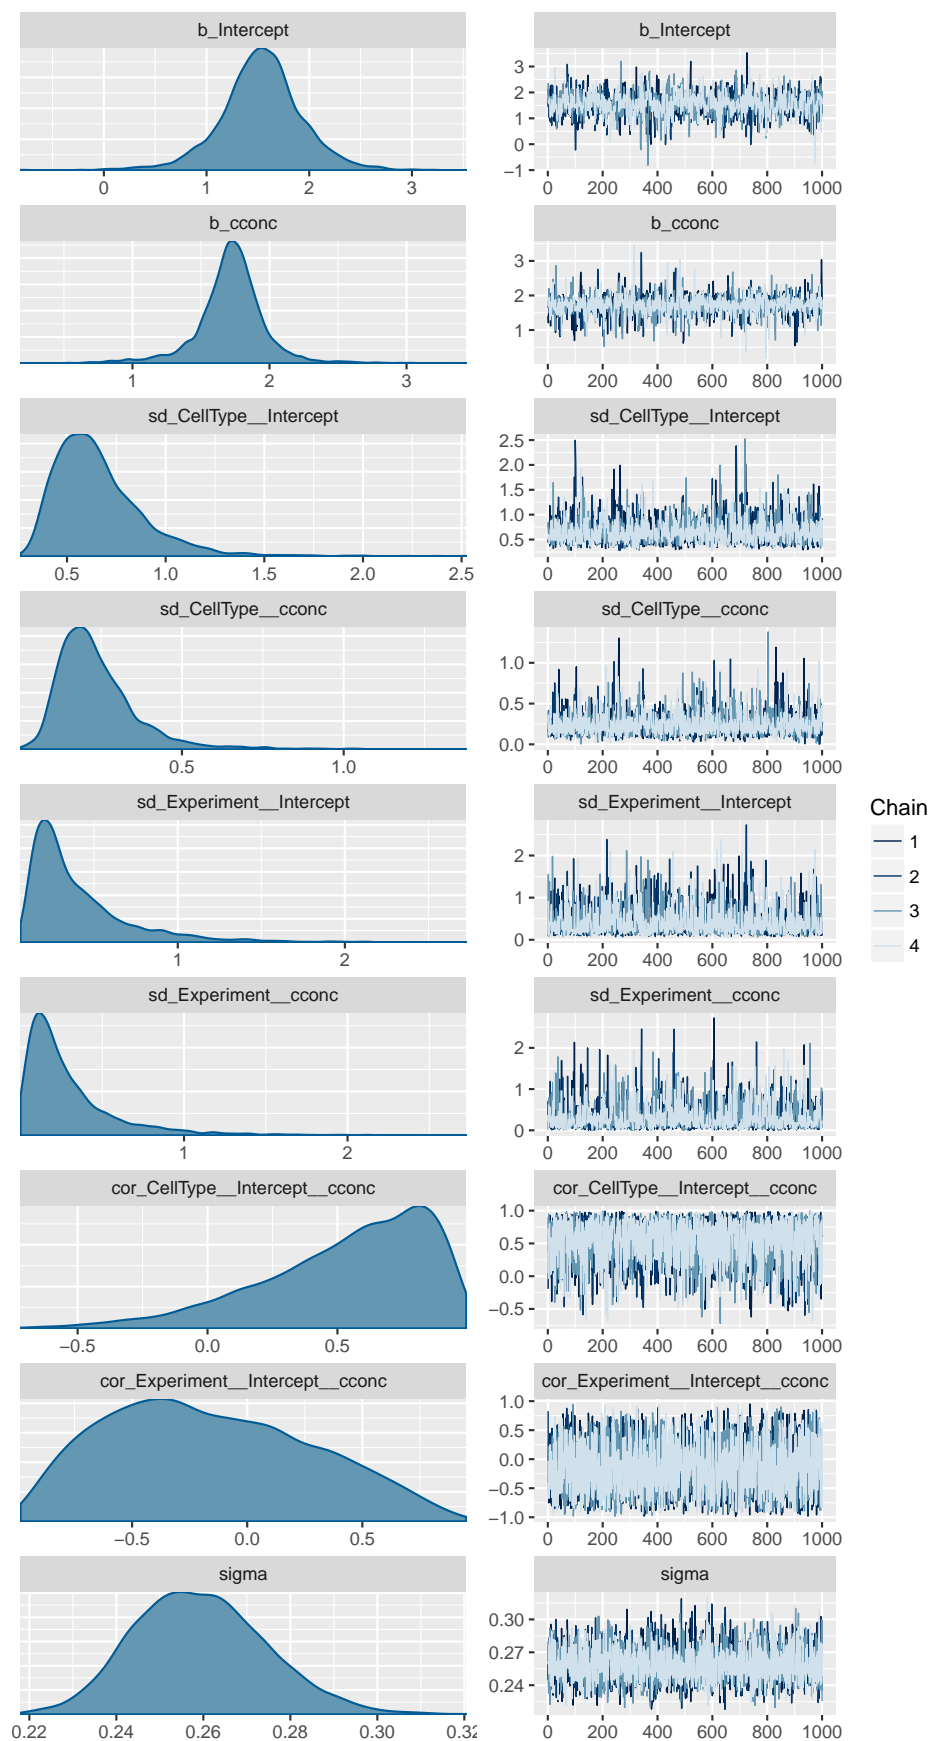 b_Intercept
0 1 2 3
b_Intercept
3
2
1
0
−1
0 200 400 600 800 1000
b_cconc
1 2 3
b_cconc
3
2
1
0 200 400 600 800 1000
sd_CellType__Intercept
0.5 1.0 1.5 2.0 2.5
sd_CellType__Intercept
2.5
2.0
1.5
1.0
0.5
0 200 400 600 800 1000
sd_CellType__cconc
0.5 1.0
sd_CellType__cconc
1.0
0.5
0.0
0 200 400 600 800 1000
sd_Experiment__Intercept
1 2
sd_Experiment__Intercept
2
1
0
0 200 400 600 800 1000
sd_Experiment__cconc
1 2
sd_Experiment__cconc
2
1
0
0 200 400 600 800 1000
cor_CellType__Intercept__cconc
−0.5 0.0 0.5
cor_CellType__Intercept__cconc
1.0
0.5
0.0
−0.5
0 200 400 600 800 1000
cor_Experiment__Intercept__cconc
−0.5 0.0 0.5
cor_Experiment__Intercept__cconc
1.0
0.5
0.0
−0.5
−1.0
0 200 400 600 800 1000
sigma
0.22 0.24 0.26 0.28 0.30
sigma
0.30
0.27
0.24
0 200 400 600 800 1000
Chain
1
2
3
4